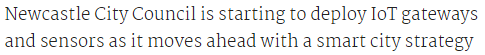 Newcastle City Council is starting to deploy IoT gateways
and sensors as it moves ahead with a smart city strategy